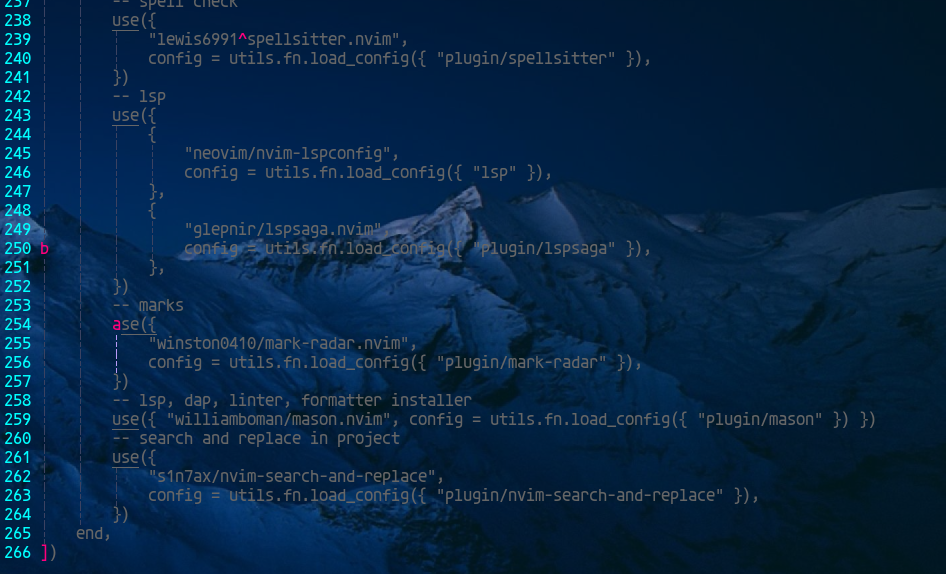 237 -- spell check
238 use({
239 "lewis6991^spellsitter.nvim",
240 config = utils.fn.load_config({ "plugin/spellsitter" }),
241 })
242 -- lsp
243 use({
244 {
245 "neovim/nvim-lspconfig",
246 config = utils.fn.load_config({ "lsp" }),
247 },
248 {
249 "glepnir/lspsaga.nvim",
250 b config = utils.fn.load_config({ "plugin/lspsaga" }),
251 },
252 })
253 -- marks
254 ase({
255 "winston0410/mark-radar.nvim",
256 config = utils.fn.load_config({ "plugin/mark-radar" }),
257 })
258 -- lsp, dap, linter, formatter installer
259 use({ "williamboman/mason.nvim", config = utils.fn.load_config({ "plugin/mason" }) })
260 -- search and replace in project
261 use({
262 "s1n7ax/nvim-search-and-replace",
263 config = utils.fn.load_config({ "plugin/nvim-search-and-replace" }),
264 })
265 end,
266 ])